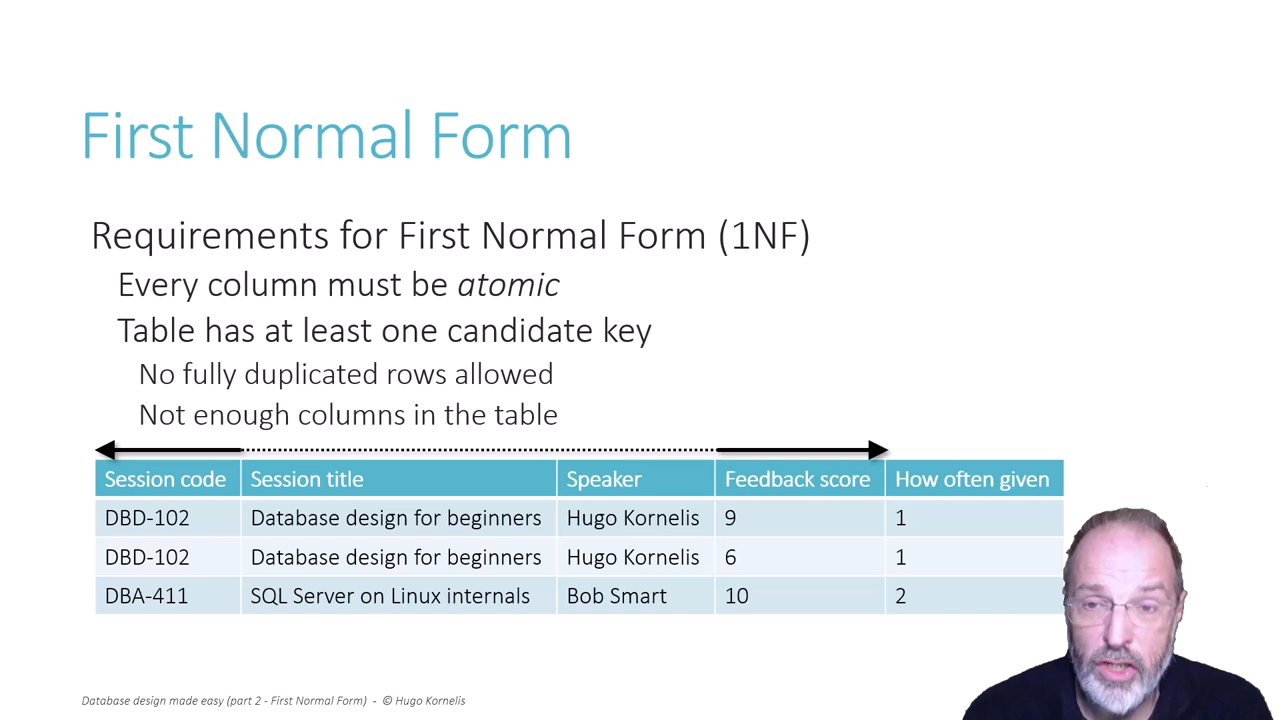 First Normal Form
Requirements for First Normal Form (1NF)
Every column must be atomic
Table has at least one candidate key
No fully duplicated rows allowed
Not enough columns in the table
Session code Session title Speaker Feedback score How often given
DBD-102 Database design for beginners Hugo Kornelis 9 1
DBD-102 Database design for beginners Hugo Kornelis 6 1
DBA-411 SQL Server on Linux internals Bob Smart 10 2
Database design made easy (part 2 - First Normal Form) - © Hugo Kornelis